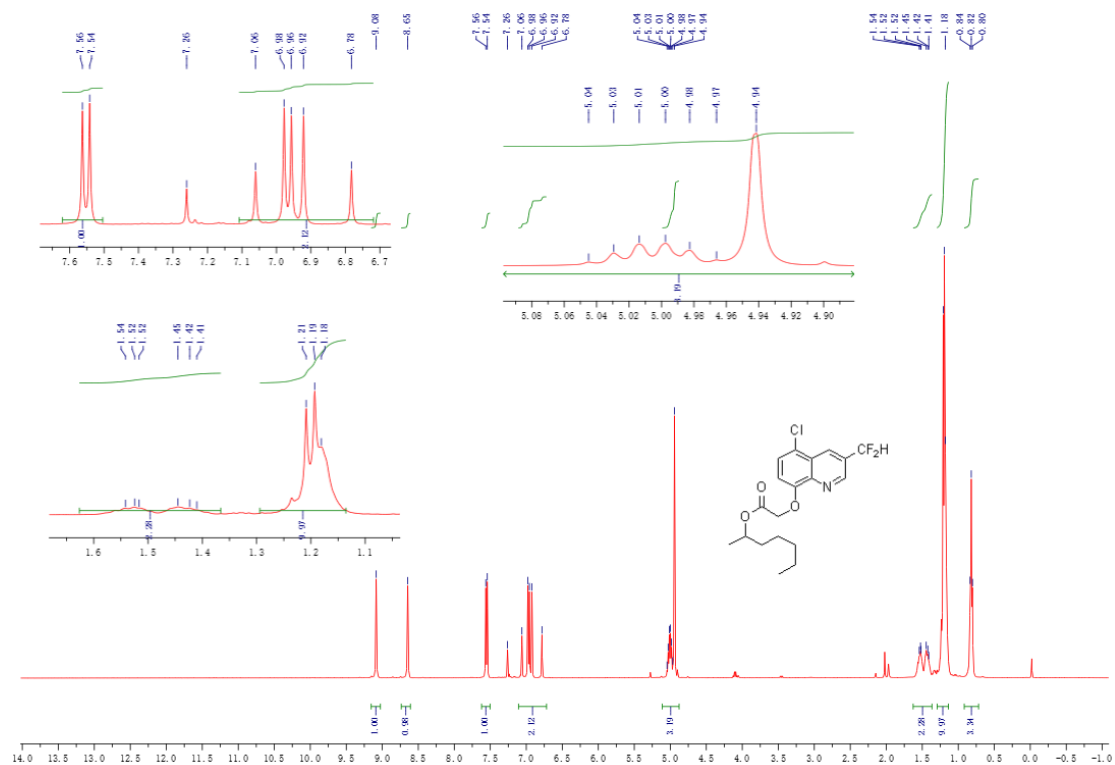 7.56 7.54 7.26 7.06 6.98 6.96 6.92 6.78
9.08 8.65 7.56 7.54 7.26 7.06 6.98 6.96 6.92 6.78 5.04 5.03 5.01 5.00 4.98 4.97 4.94 1.54 1.52 1.52 1.45 1.42 1.41 1.18 0.84 0.82 0.80
5.04 5.03 5.01 5.00 4.98 4.97 4.94
1.00 2.12
7.6 7.5 7.4 7.3 7.2 7.1 7.0 6.9 6.8 6.7
3.19
5.08 5.06 5.04 5.02 5.00 4.98 4.96 4.94 4.92 4.90
1.54 1.52 1.52 1.45 1.42 1.41 1.21 1.19 1.18
2.28 9.97
1.6 1.5 1.4 1.3 1.2 1.1
Cl
CF2H
N
O
O
O
1.00 0.98 1.00 2.12 3.19 2.28 9.97 3.34
14.0 13.5 13.0 12.5 12.0 11.5 11.0 10.5 10.0 9.5 9.0 8.5 8.0 7.5 7.0 6.5 6.0 5.5 5.0 4.5 4.0 3.5 3.0 2.5 2.0 1.5 1.0 0.5 0.0 -0.5 -1.0